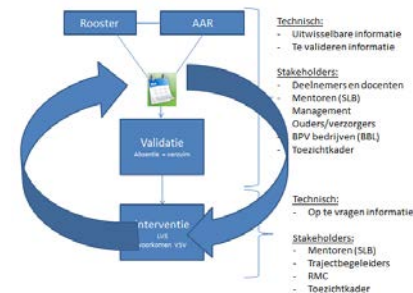 Rooster
AAR
Validatie
Absentie + verzuim
Interventie
LVS
voorkomen VSV
Technisch:
- Uitwisselbare informatie
- Te valideren informatie
Stakeholders:
- Deelnemers en docenten
- Mentoren (SLB)
- Management
- Ouders/verzorgers
- BPV bedrijven (BBL)
- Toezichtkader
Technisch:
- Op te vragen informatie
Stakeholders:
- Mentoren (SLB)
- Trajectbegeleiders
- RMC
- Toezichtkader